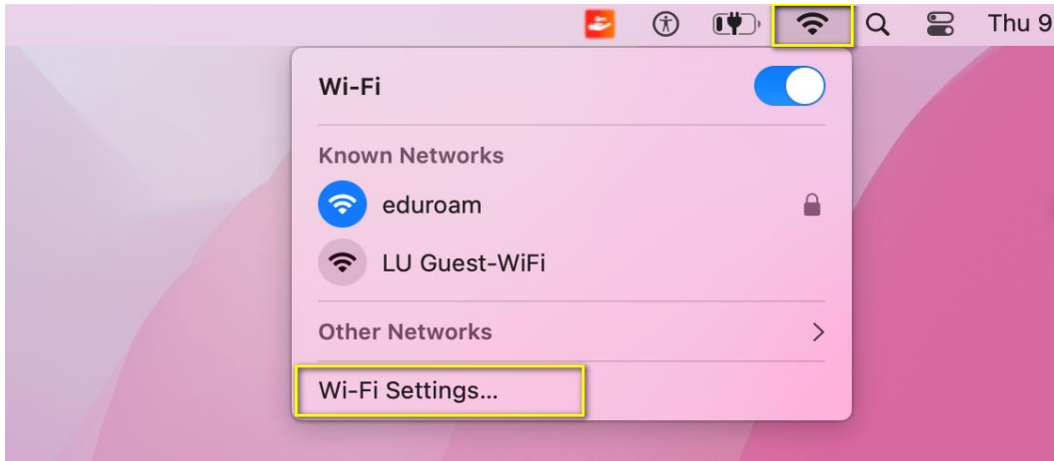 Thu 9
Wi-Fi
Known Networks
eduroam
LU Guest-WiFi
Other Networks
Wi-Fi Settings...